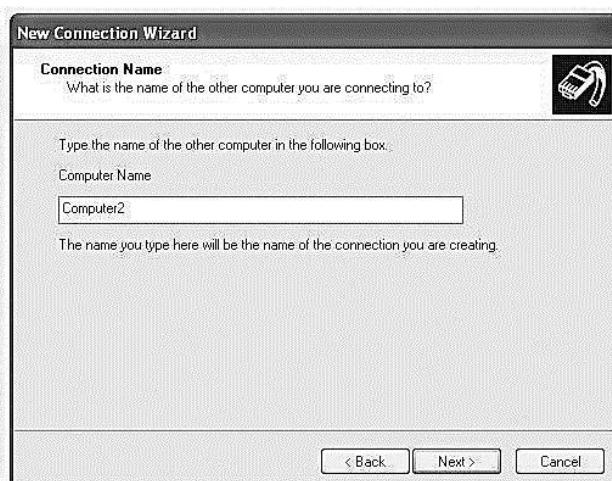 New Connection Wizard
Connection Name
What is the name of the other computer you are connecting to?
Type the name of the other computer in the following box.
Computer Name
Computer2
The name you type here will be the name of the connection you are creating.
< Back
Next >
Cancel